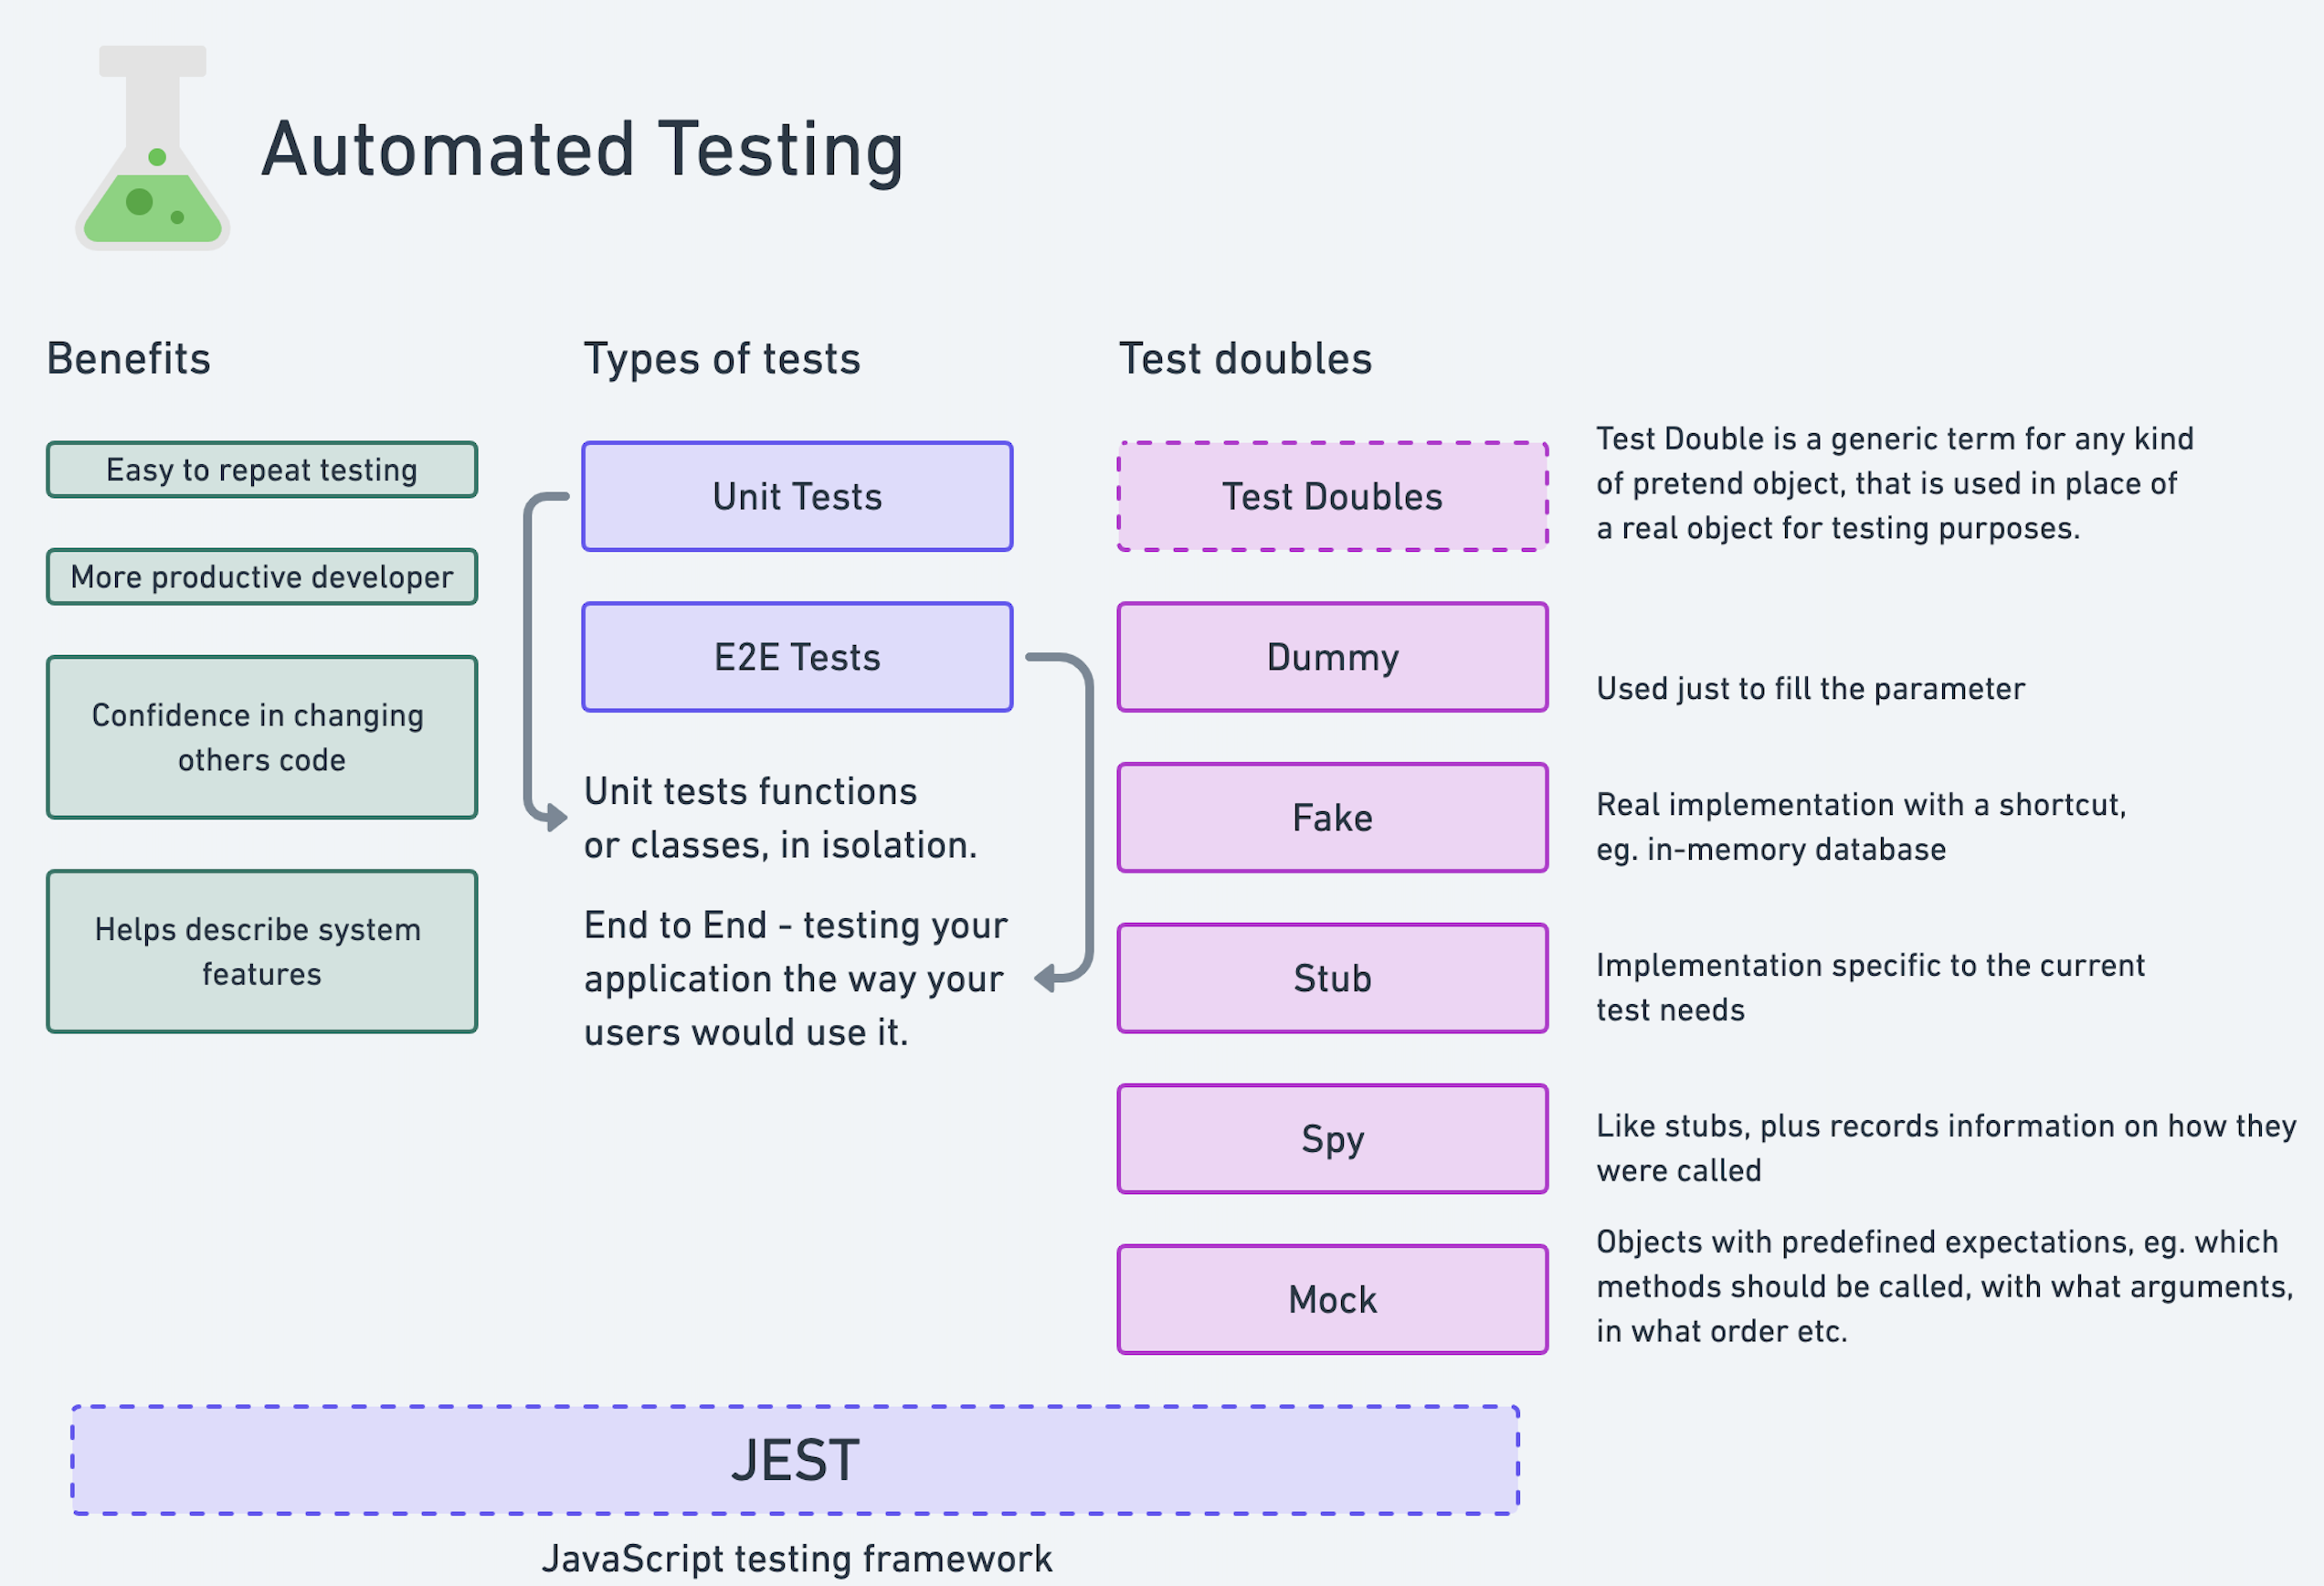 Automated Testing
Benefits
Easy to repeat testing
More productive developer
Confidence in changing
others code
Helps describe system
features
Types of tests
Unit Tests
E2E Tests
Unit tests functions
or classes, in isolation.
End to End - testing your
application the way your
users would use it.
Test doubles
Test Doubles
Test Double is a generic term for any kind
of pretend object, that is used in place of
a real object for testing purposes.
Dummy
Used just to fill the parameter
Fake
Real implementation with a shortcut,
eg. in-memory database
Stub
Implementation specific to the current
test needs
Spy
Like stubs, plus records information on how they
were called
Mock
Objects with predefined expectations, eg. which
methods should be called, with what arguments,
in what order etc.
JEST
JavaScript testing framework